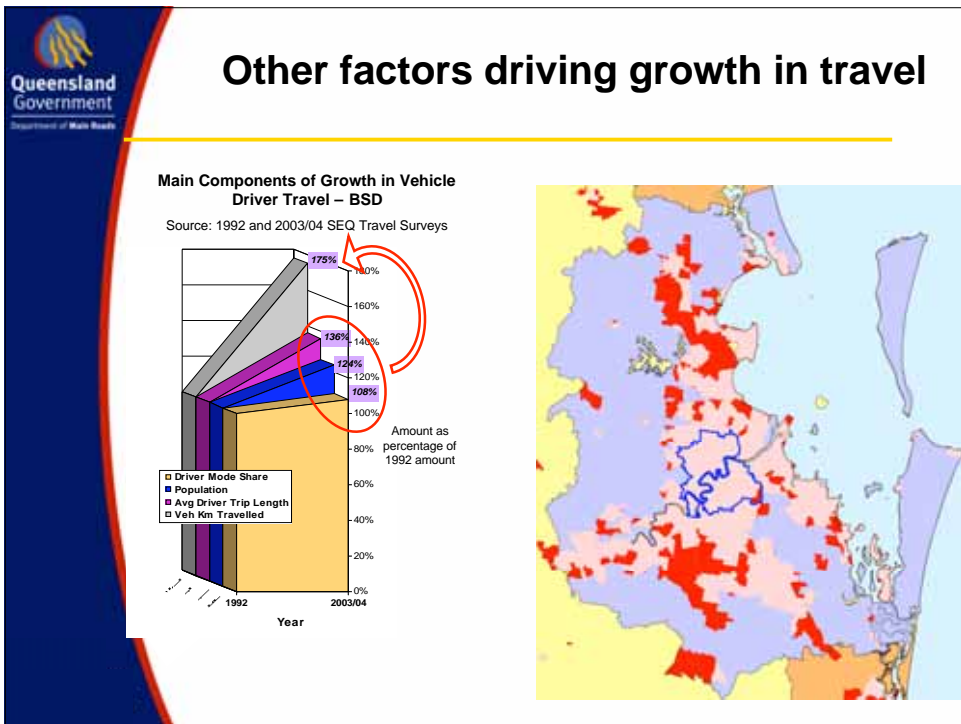 Queensland
Government
Department of Main Roads
Other factors driving growth in travel
Main Components of Growth in Vehicle
Driver Travel – BSD
Source: 1992 and 2003/04 SEQ Travel Surveys
175%
180%
160%
136%
140%
124%
120%
108%
100%
Amount as
percentage of
1992 amount
80%
60%
40%
20%
0%
Driver Mode Share
Population
Avg Driver Trip Length
Veh Km Travelled
1992
2003/04
Year